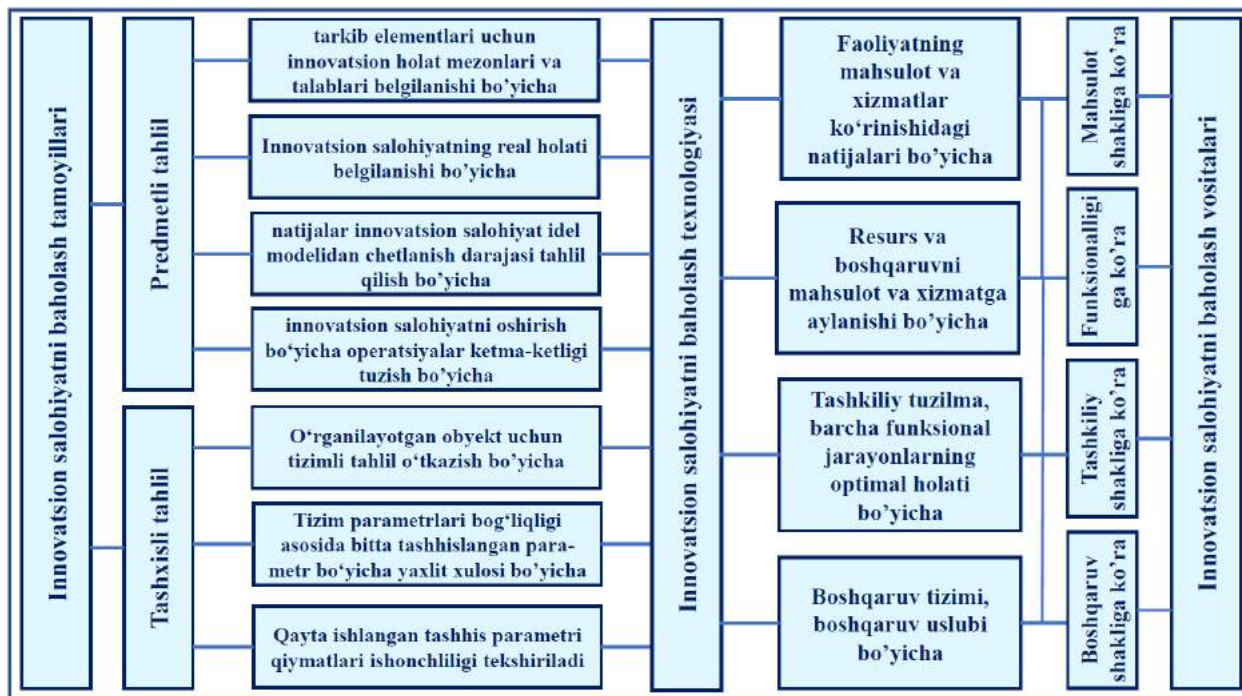 Innovatsion salohiyatni baholash tamoyillari
Predmetli tahlil
Tashxisli tahlil
tarkib elementlari uchun
innovatsion holat mezonlari va
talablari belgilanishi bo’yicha
Innovatsion salohiyatning real holati
belgilanishi bo’yicha
natijalar innovatsion salohiyat idel
modelidan chetlanish darajasi tahlil
qilish bo’yicha
innovatsion salohiyatni oshirish
bo‘yicha operatsiyalar ketma-ketligi
tuzish bo’yicha
O‘rganilayotgan obyekt uchun
tizimli tahlil o‘tkazish bo’yicha
Tizim parametrlari bog‘liqligi
asosida bitta tashhislangan para-
metr bo‘yicha yaxlit xulosi bo’yicha
Qayta ishlangan tashhis parametri
qiymatlari ishonchliligi tekshiriladi
Innovatsion salohiyatni baholash texnologiyasi
Faoliyatning
mahsulot va
xizmatlar
ko‘rinishidagi
natijalari bo’yicha
Resurs va
boshqaruvni
mahsulot va xizmatga
aylanishi bo’yicha
Tashkiliy tuzilma,
barcha funksional
jarayonlarning
optimal holati
bo’yicha
Boshqaruv tizimi,
boshqaruv uslubi
bo’yicha
Mahsulot
shakliga ko’ra
Funksionalligi
ga ko’ra
Tashkiliy
shakliga ko’ra
Boshqaruv
shakliga ko’ra
Innovatsion salohiyatni baholash vositalari